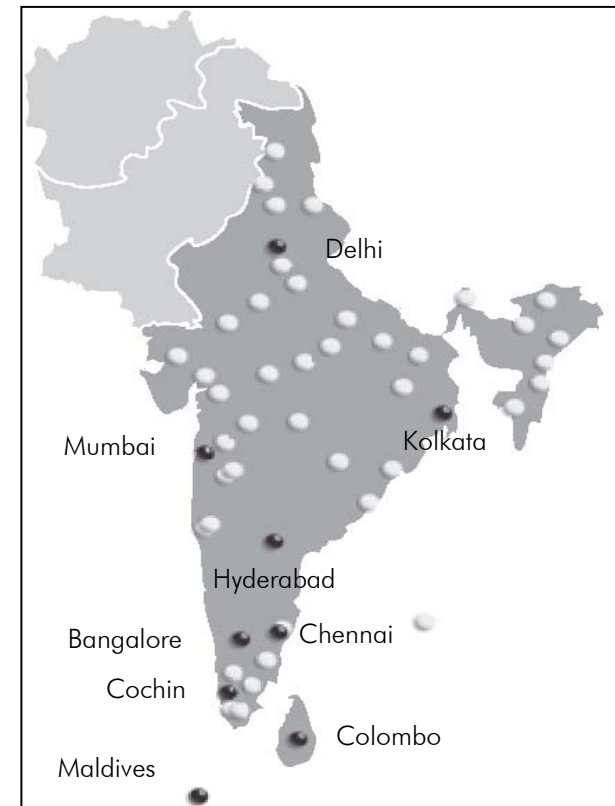 Delhi
Mumbai
Kolkata
Hyderabad
Bangalore
Chennai
Cochin
Colombo
Maldives